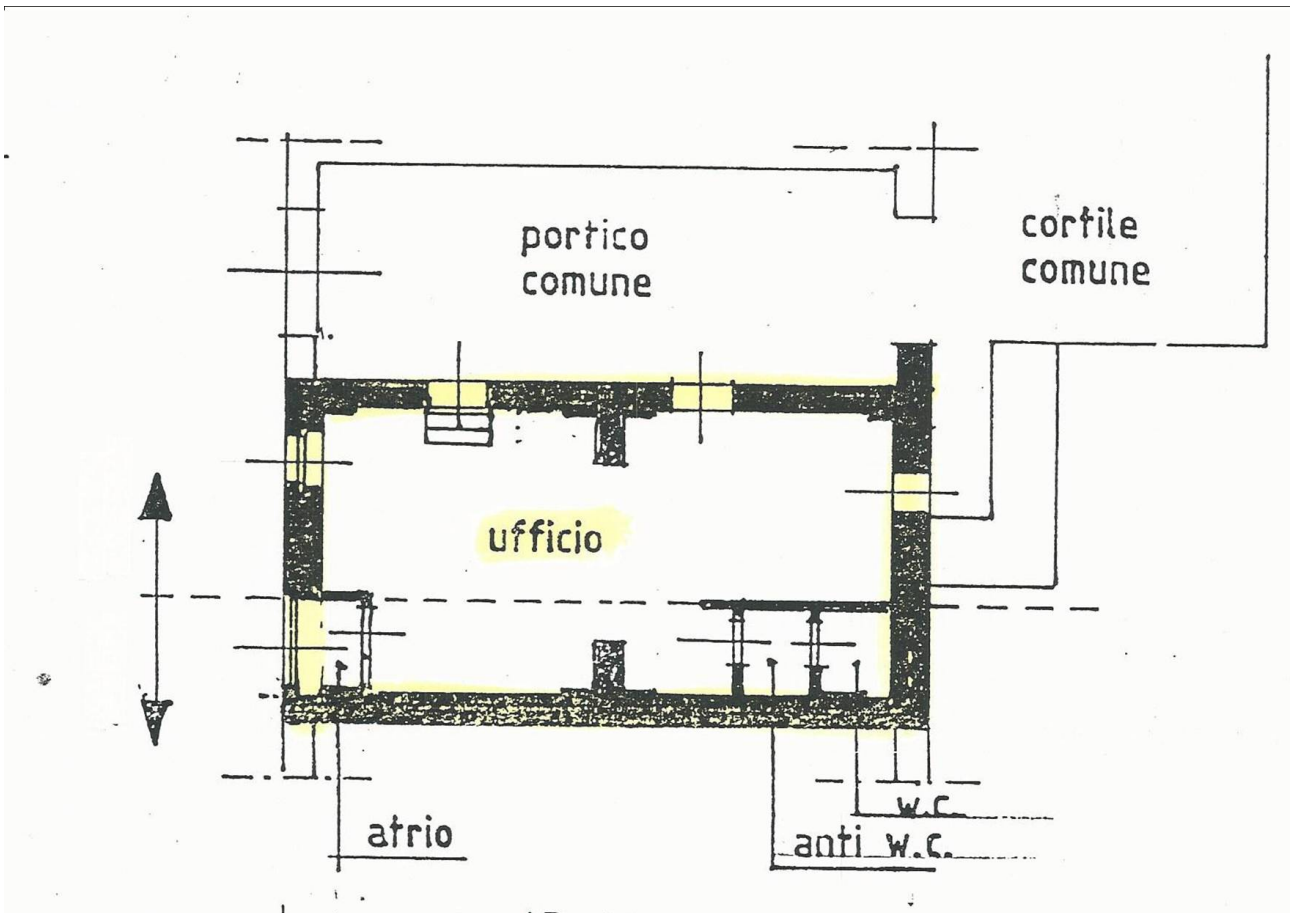 portico
comune
cortile
comune
ufficio
atrio
w.c.
anti w.c.